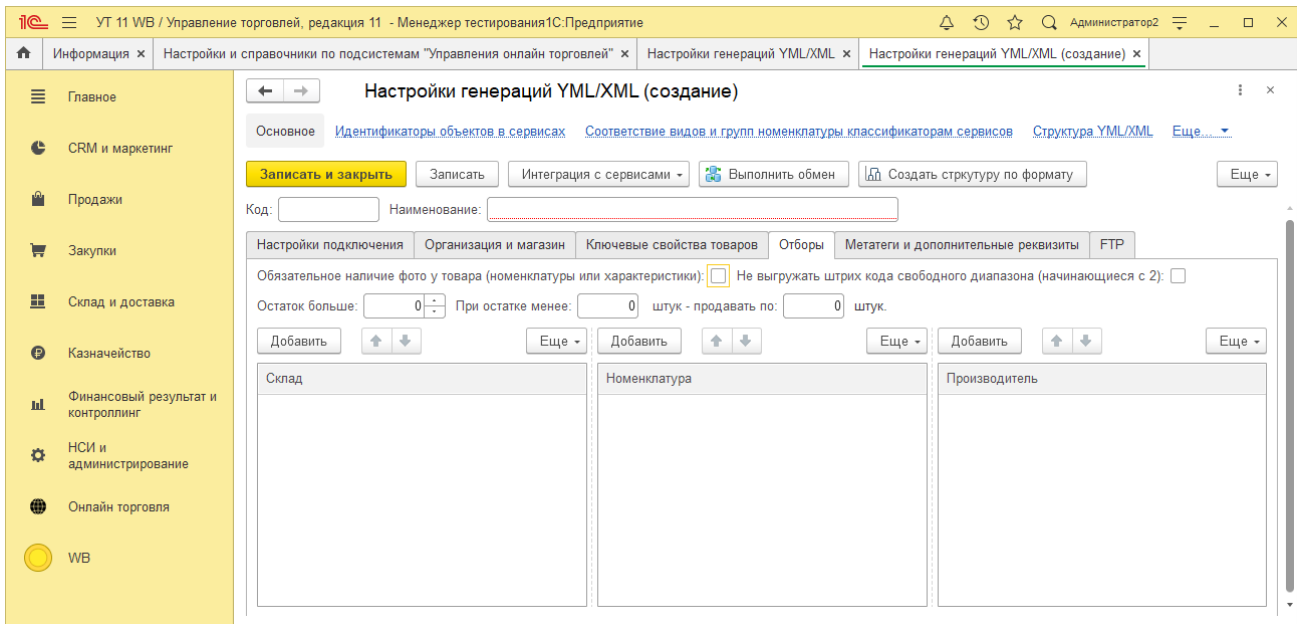 1С УТ 11 WB / Управление торговлей, редакция 11 - Менеджер тестирования1С:Предприятие Администратор2
Информация Настройки и справочники по подсистемам "Управления онлайн торговлей" Настройки генераций YML/XML Настройки генераций YML/XML (создание)
Главное
CRM и маркетинг
Продажи
Закупки
Склад и доставка
Казначейство
Финансовый результат и
контроллинг
НСИ и
администрирование
Онлайн торговля
WB
Настройки генераций YML/XML (создание)
Основное Идентификаторы объектов в сервисах Соответствие видов и групп номенклатуры классификаторам сервисов Структура YML/XML Еще...
Записать и закрыть Записать Интеграция с сервисами Выполнить обмен Создать стркутуру по формату Еще
Код: Наименование:
Настройки подключения Организация и магазин Ключевые свойства товаров Отборы Метатеги и дополнительные реквизиты FTP
Обязательное наличие фото у товара (номенклатуры или характеристики): Не выгружать штрих кода свободного диапазона (начинающиеся с 2):
Остаток больше: 0 При остатке менее: 0 штук - продавать по: 0 штук.
Добавить Еще Добавить Еще Добавить Еще
Склад Номенклатура Производитель